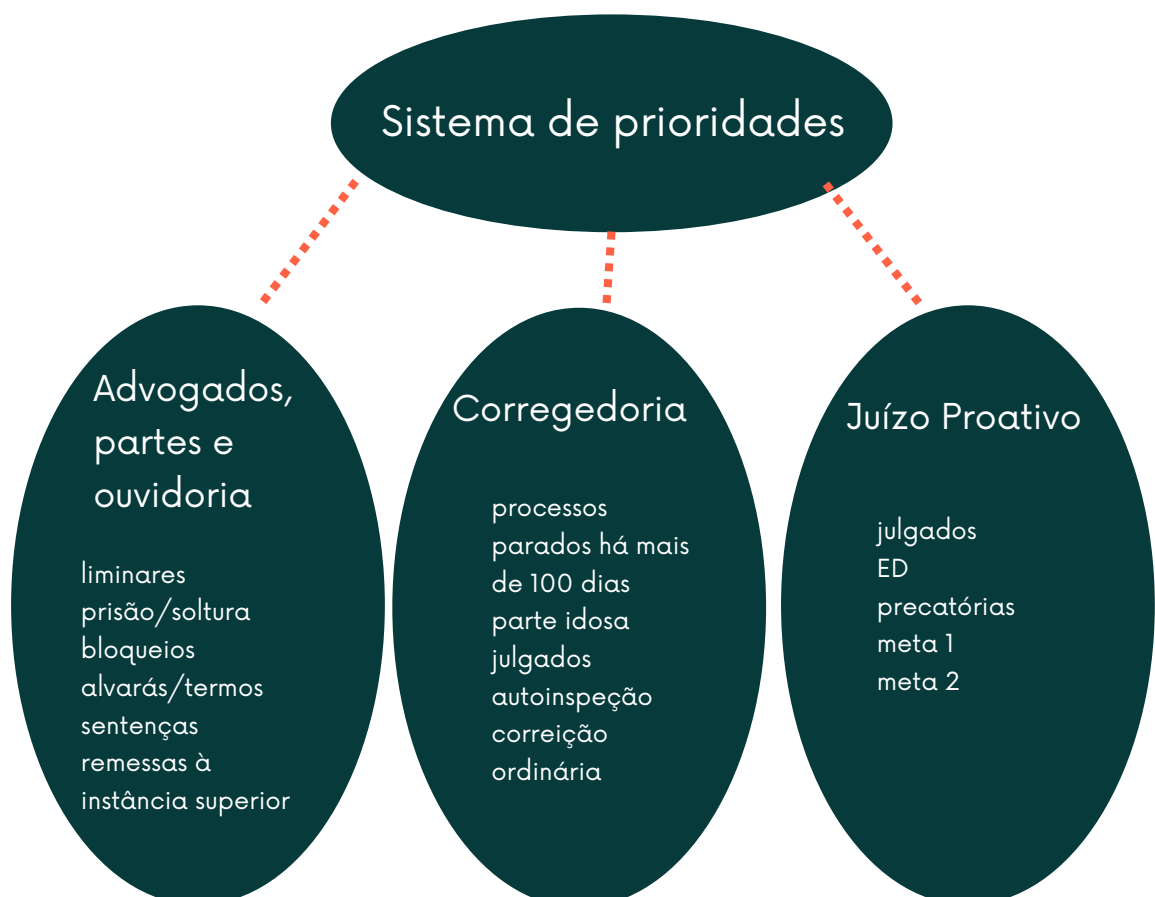 Sistema de prioridades
Advogados,
partes e
ouvidoria
liminares
prisão/soltura
bloqueios
alvarás/termos
sentenças
remessas à
instância superior
Corregedoria
processos
parados há mais
de 100 dias
parte idosa
julgados
autoinspeção
correição
ordinária
Juízo Proativo
julgados
ED
precatórias
meta 1
meta 2